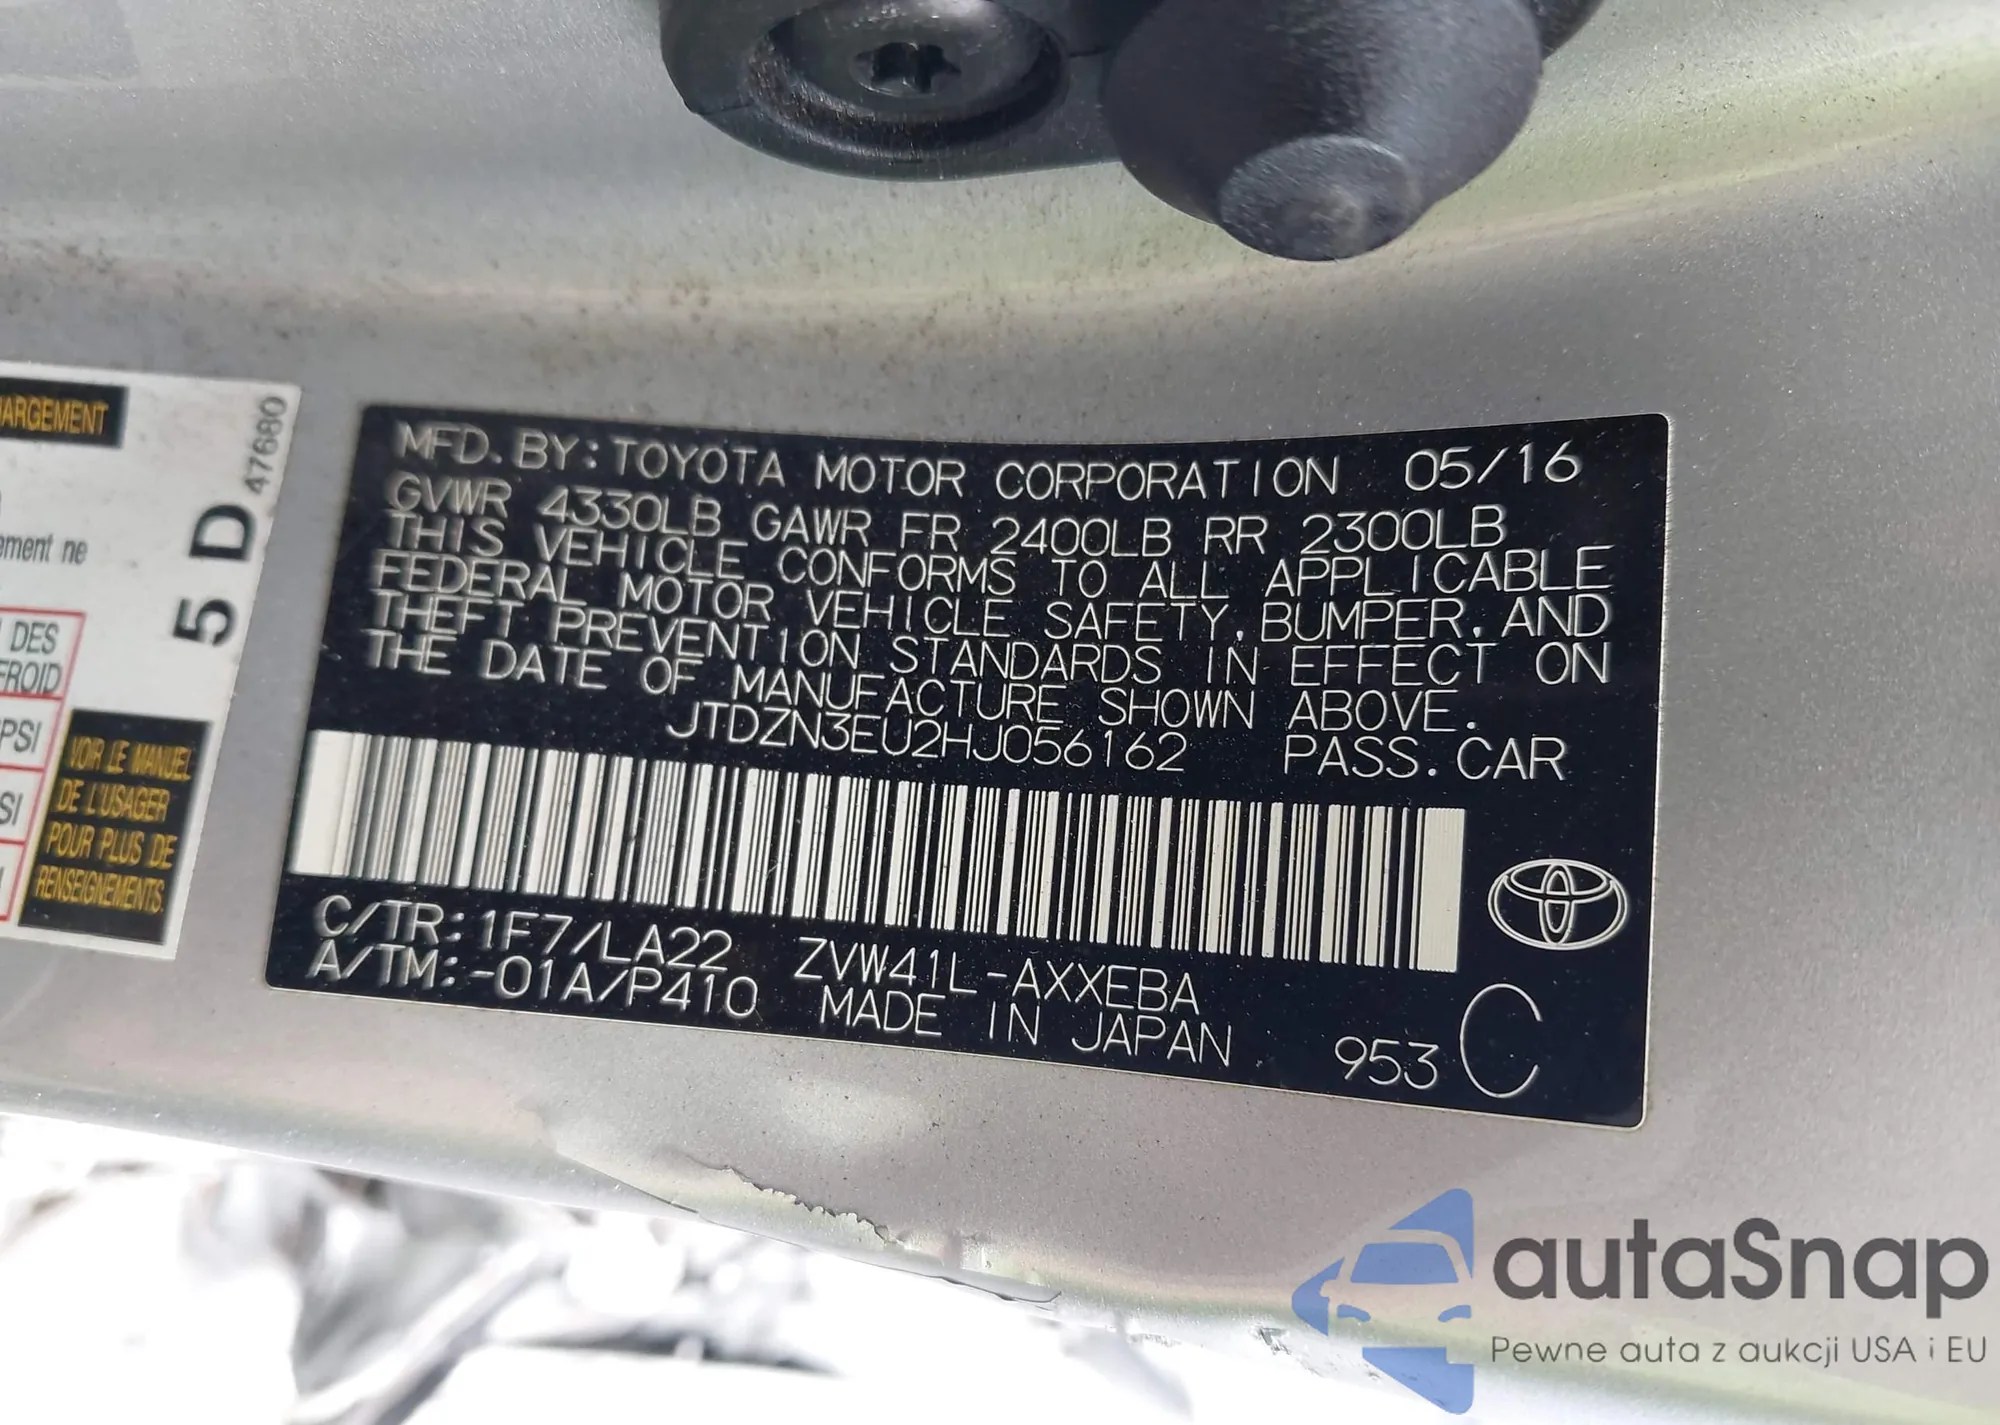 MFD. BY: TOYOTA MOTOR CORPORATION 05/16
GVWR 4330LB GAWR FR 2400LB RR 2300LB
THIS VEHICLE CONFORMS TO ALL APPLICABLE
FEDERAL MOTOR VEHICLE SAFETY, BUMPER, AND
THEFT PREVENTION STANDARDS IN EFFECT ON
THE DATE OF MANUFACTURE SHOWN ABOVE.
JTDZN3EU2HJ056162 PASS. CAR
C/TR: 1F7/LA22 ZVW41L-AXXEBA
A/TM: -01A/P410 MADE IN JAPAN 953 C
ARGEMENT
5 D 47680
ement ne
DES
FROID
PSI
SI
VOIR LE MANUEL
DE L'USAGER
POUR PLUS DE
RENSEIGNEMENTS.
autaSnap
Pewne auta z aukcji USA i EU